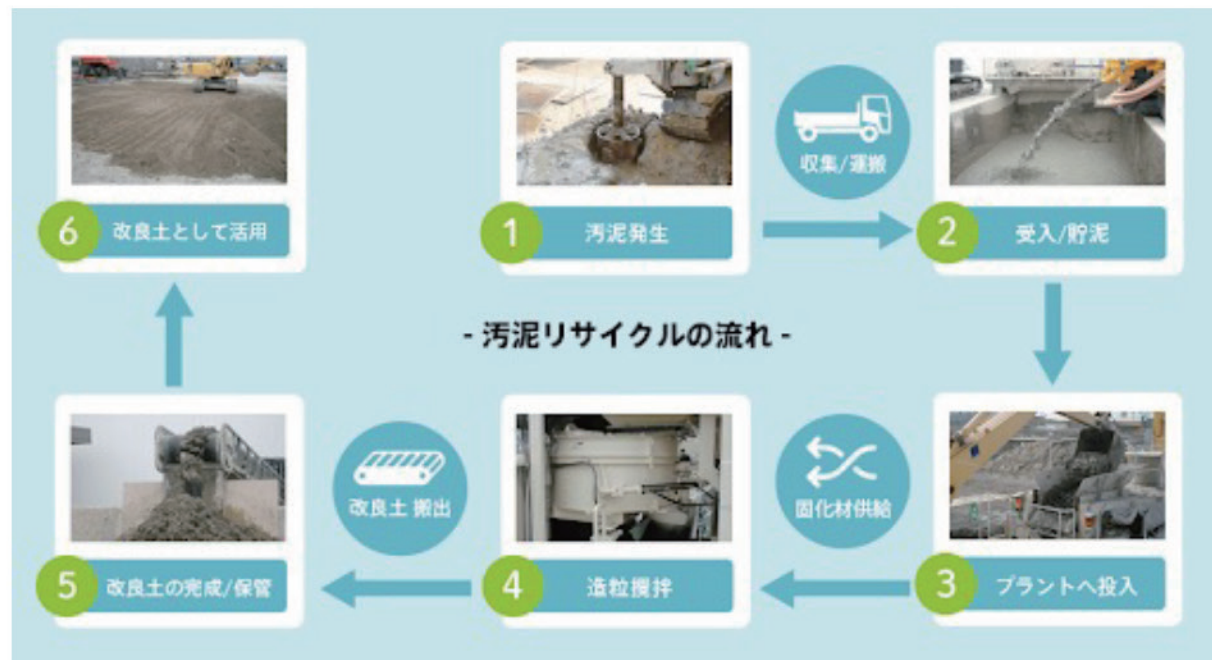 1
汚泥発生
収集/運搬
2
受入/貯泥
- 汚泥リサイクルの流れ -
3
プラントへ投入
固化材供給
4
造粒攪拌
改良土 搬出
5
改良土の完成/保管
6
改良土として活用